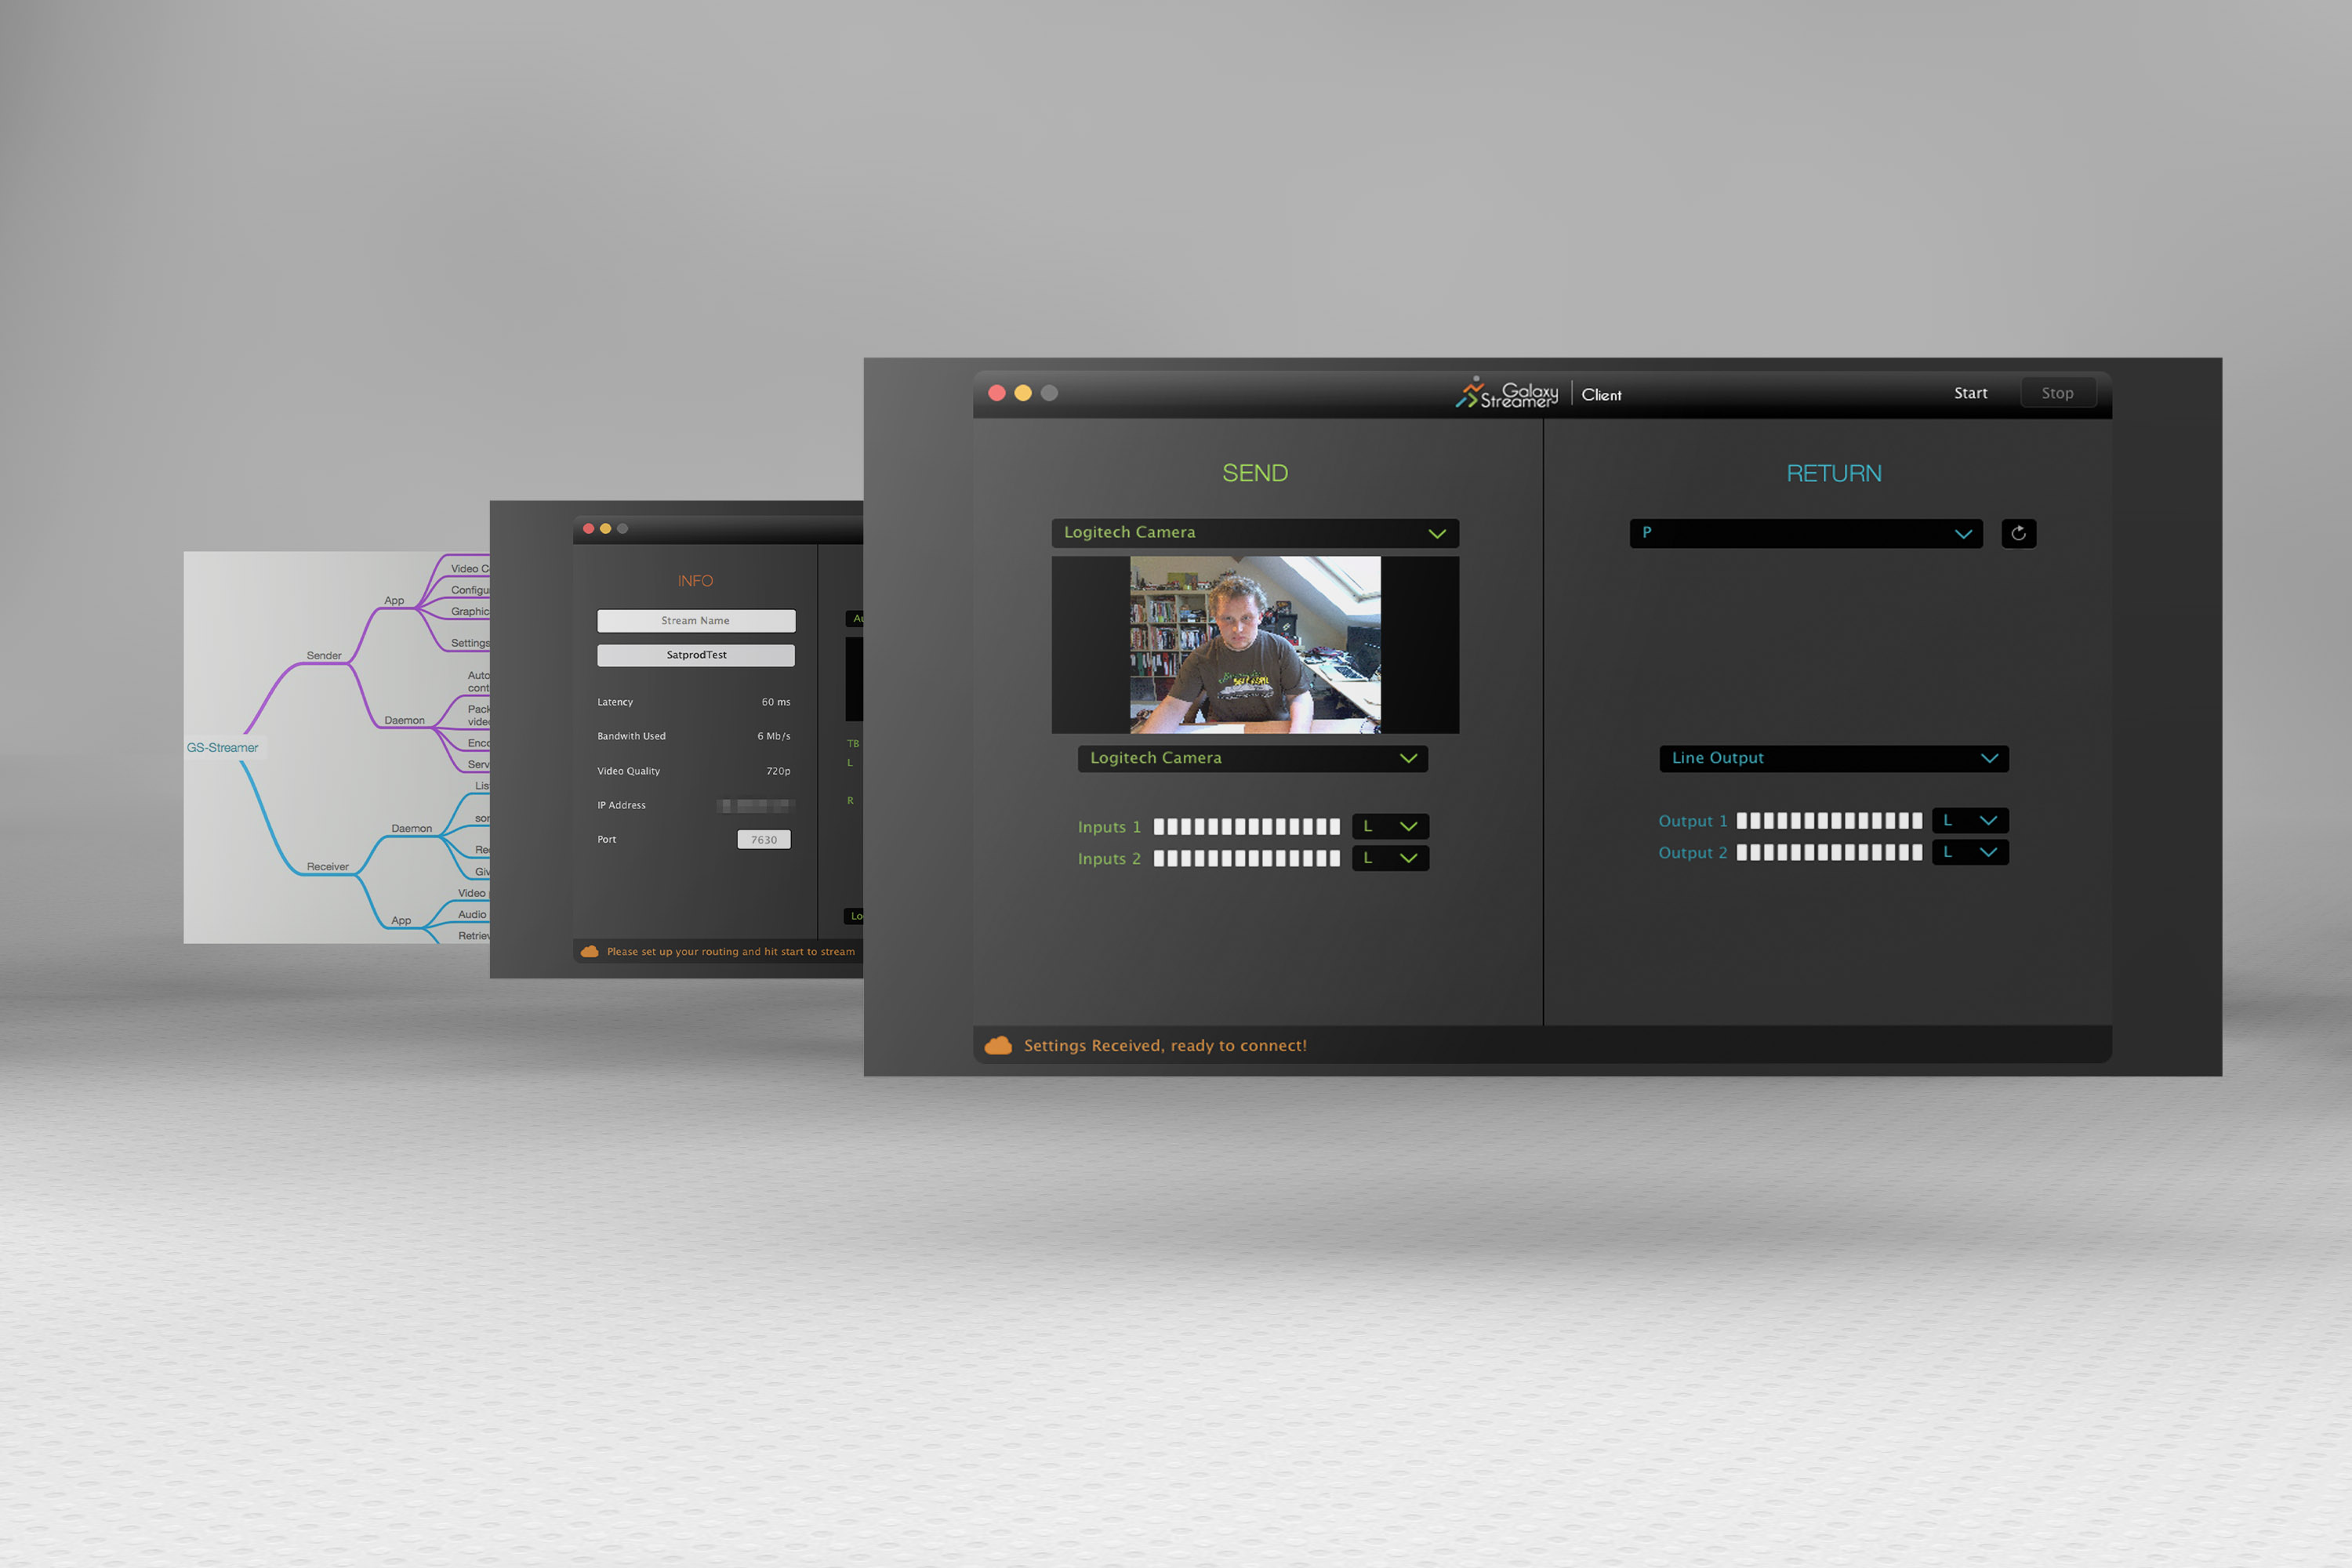 GS-Streamer
Sender
App
Video C
Configu
Graphic
Settings
Daemon
Auto
cont
Pack
video
Enco
Serv
Receiver
Daemon
Lis
sor
Re
Giv
App
Video
Audio
Retriev
INFO
Stream Name
SatprodTest
Latency 60 ms
Bandwith Used 6 Mb/s
Video Quality 720p
IP Address
Port 7630
Au
TB
L
R
Lo
Please set up your routing and hit start to stream
Galaxy
Streamer
Client
Start
Stop
SEND
Logitech Camera
Logitech Camera
Inputs 1 L
Inputs 2 L
RETURN
P
Line Output
Output 1 L
Output 2 L
Settings Received, ready to connect!